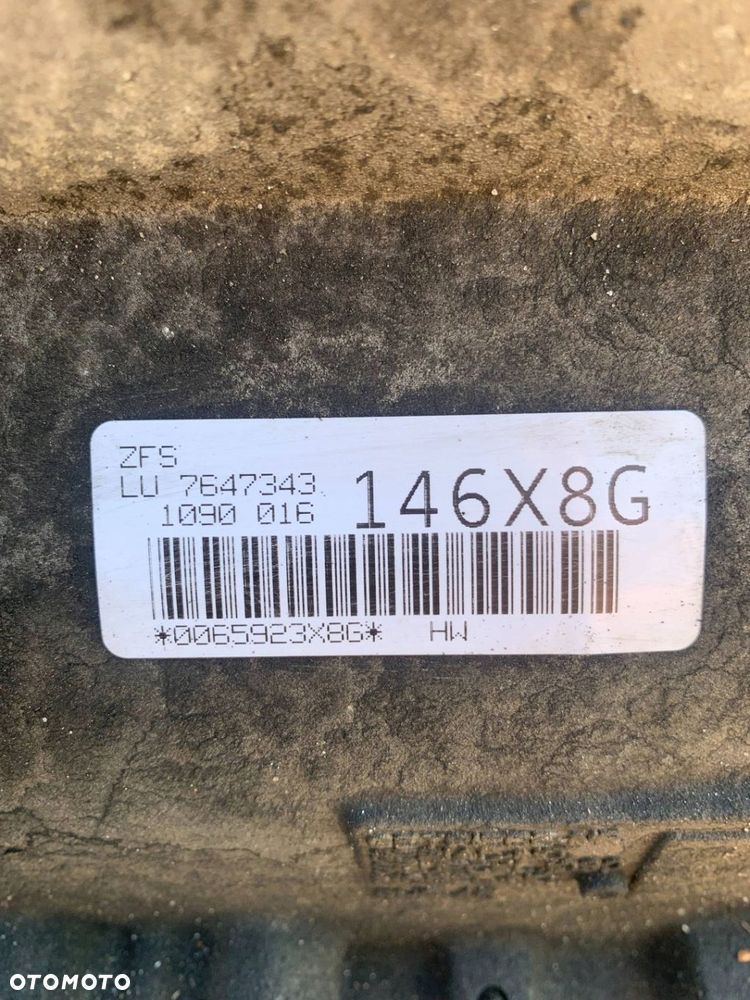 ZFS
LU 7647343
1090 016
146X8G
*0065923X8G* HW
OTOMOTO